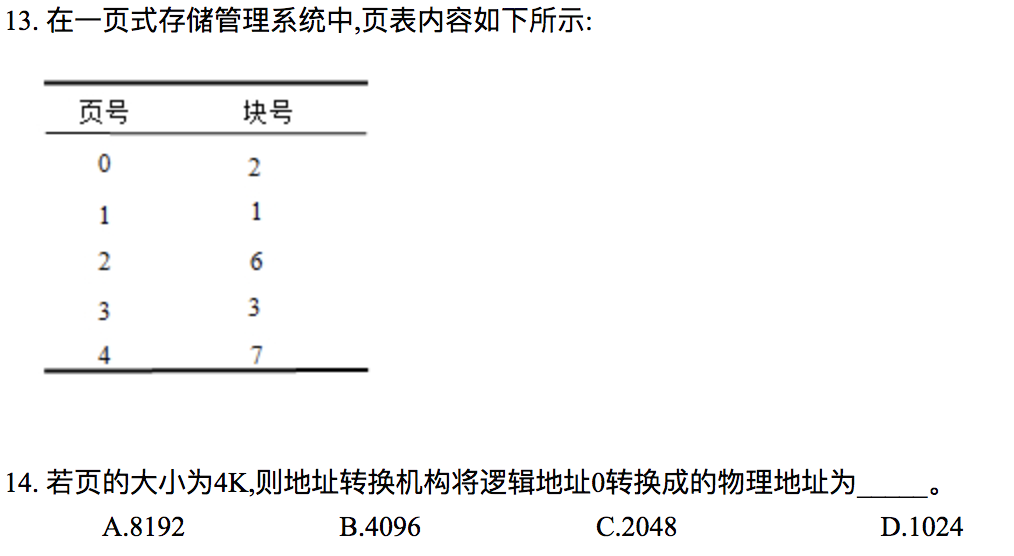 13. 在一页式存储管理系统中,页表内容如下所示:
页号 块号
0 2
1 1
2 6
3 3
4 7
14. 若页的大小为4K,则地址转换机构将逻辑地址0转换成的物理地址为_____。
A.8192 B.4096 C.2048 D.1024